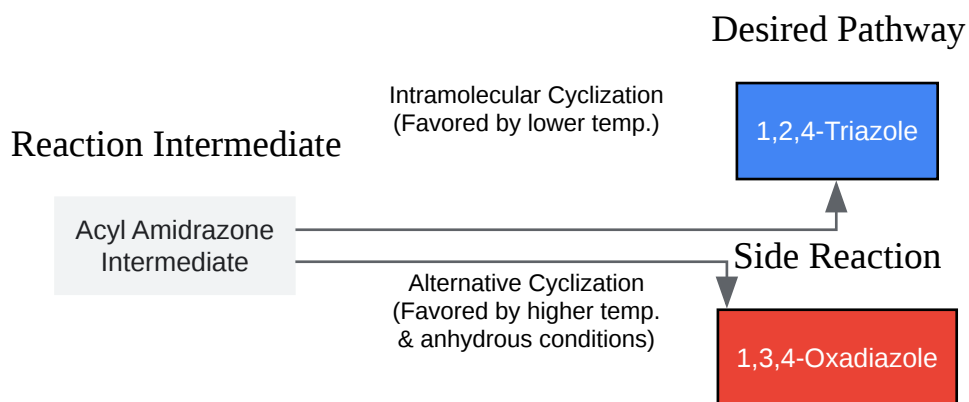 Desired Pathway
Intramolecular Cyclization
(Favored by lower temp.)
1,2,4-Triazole
Reaction Intermediate
Acyl Amidrazone
Intermediate
Side Reaction
Alternative Cyclization
(Favored by higher temp.
& anhydrous conditions)
1,3,4-Oxadiazole